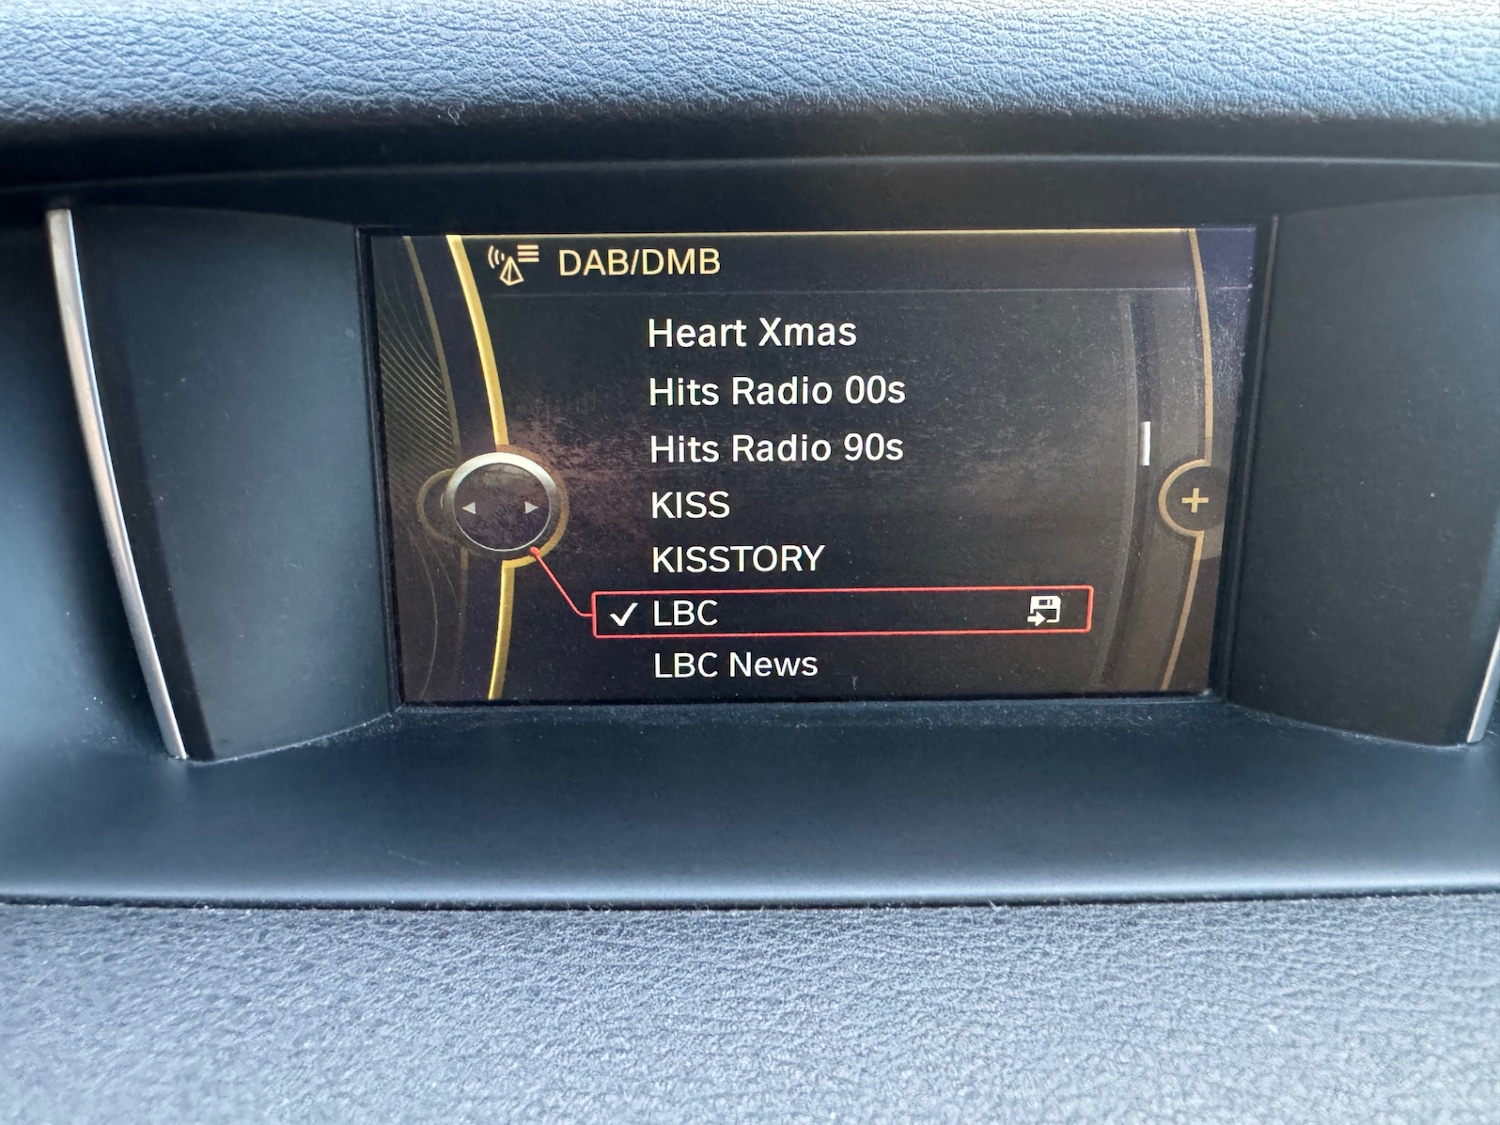 DAB/DMB
Heart Xmas
Hits Radio 00s
Hits Radio 90s
KISS
KISSTORY
LBC
LBC News